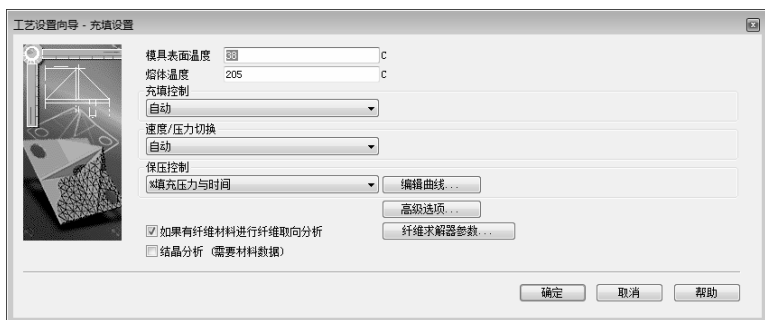 工艺设置向导 - 充填设置
模具表面温度 38 C
熔体温度 205 C
充填控制
自动
速度/压力切换
自动
保压控制
%填充压力与时间 编辑曲线...
高级选项...
如果有纤维材料进行纤维取向分析 纤维求解器参数...
结晶分析 (需要材料数据)
确定 取消 帮助